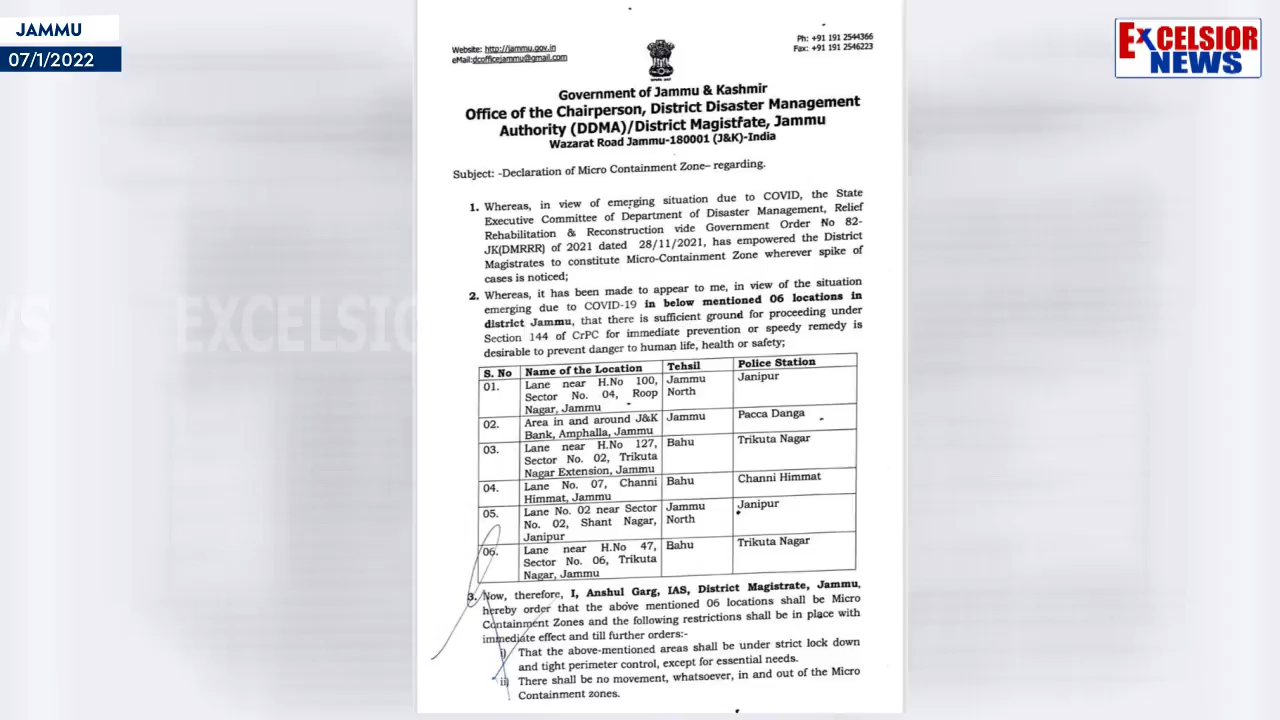 JAMMU
07/1/2022
EXCELSIOR
NEWS
Website: http://jammu.gov.in
eMail:dcofficejammu@gmail.com
Ph: +91 191 2544366
Fax: +91 191 2546223
Government of Jammu & Kashmir
Office of the Chairperson, District Disaster Management
Authority (DDMA)/District Magistrate, Jammu
Wazarat Road Jammu-180001 (J&K)-India
Subject: -Declaration of Micro Containment Zone– regarding.
1. Whereas, in view of emerging situation due to COVID, the State
Executive Committee of Department of Disaster Management, Relief
Rehabilitation & Reconstruction vide Government Order No 82-
JK(DMRRR) of 2021 dated 28/11/2021, has empowered the District
Magistrates to constitute Micro-Containment Zone wherever spike of
cases is noticed;
2. Whereas, it has been made to appear to me, in view of the situation
emerging due to COVID-19 in below mentioned 06 locations in
district Jammu, that there is sufficient ground for proceeding under
Section 144 of CrPC for immediate prevention or speedy remedy is
desirable to prevent danger to human life, health or safety;
S. No Name of the Location Tehsil Police Station
01. Lane near H.No 100, Jammu Janipur
Sector No. 04, Roop North
Nagar, Jammu
02. Area in and around J&K Jammu Pacca Danga
Bank, Amphalla, Jammu
03. Lane near H.No 127, Bahu Trikuta Nagar
Sector No. 02, Trikuta
Nagar Extension, Jammu
04. Lane No. 07, Channi Bahu Channi Himmat
Himmat, Jammu
05. Lane No. 02 near Sector Jammu Janipur
No. 02, Shant Nagar, North
Janipur
06. Lane near H.No 47, Bahu Trikuta Nagar
Sector No. 06, Trikuta
Nagar, Jammu
3. Now, therefore, I, Anshul Garg, IAS, District Magistrate, Jammu,
hereby order that the above mentioned 06 locations shall be Micro
Containment Zones and the following restrictions shall be in place with
immediate effect and till further orders:-
i) That the above-mentioned areas shall be under strict lock down
and tight perimeter control, except for essential needs.
ii) There shall be no movement, whatsoever, in and out of the Micro
Containment zones.